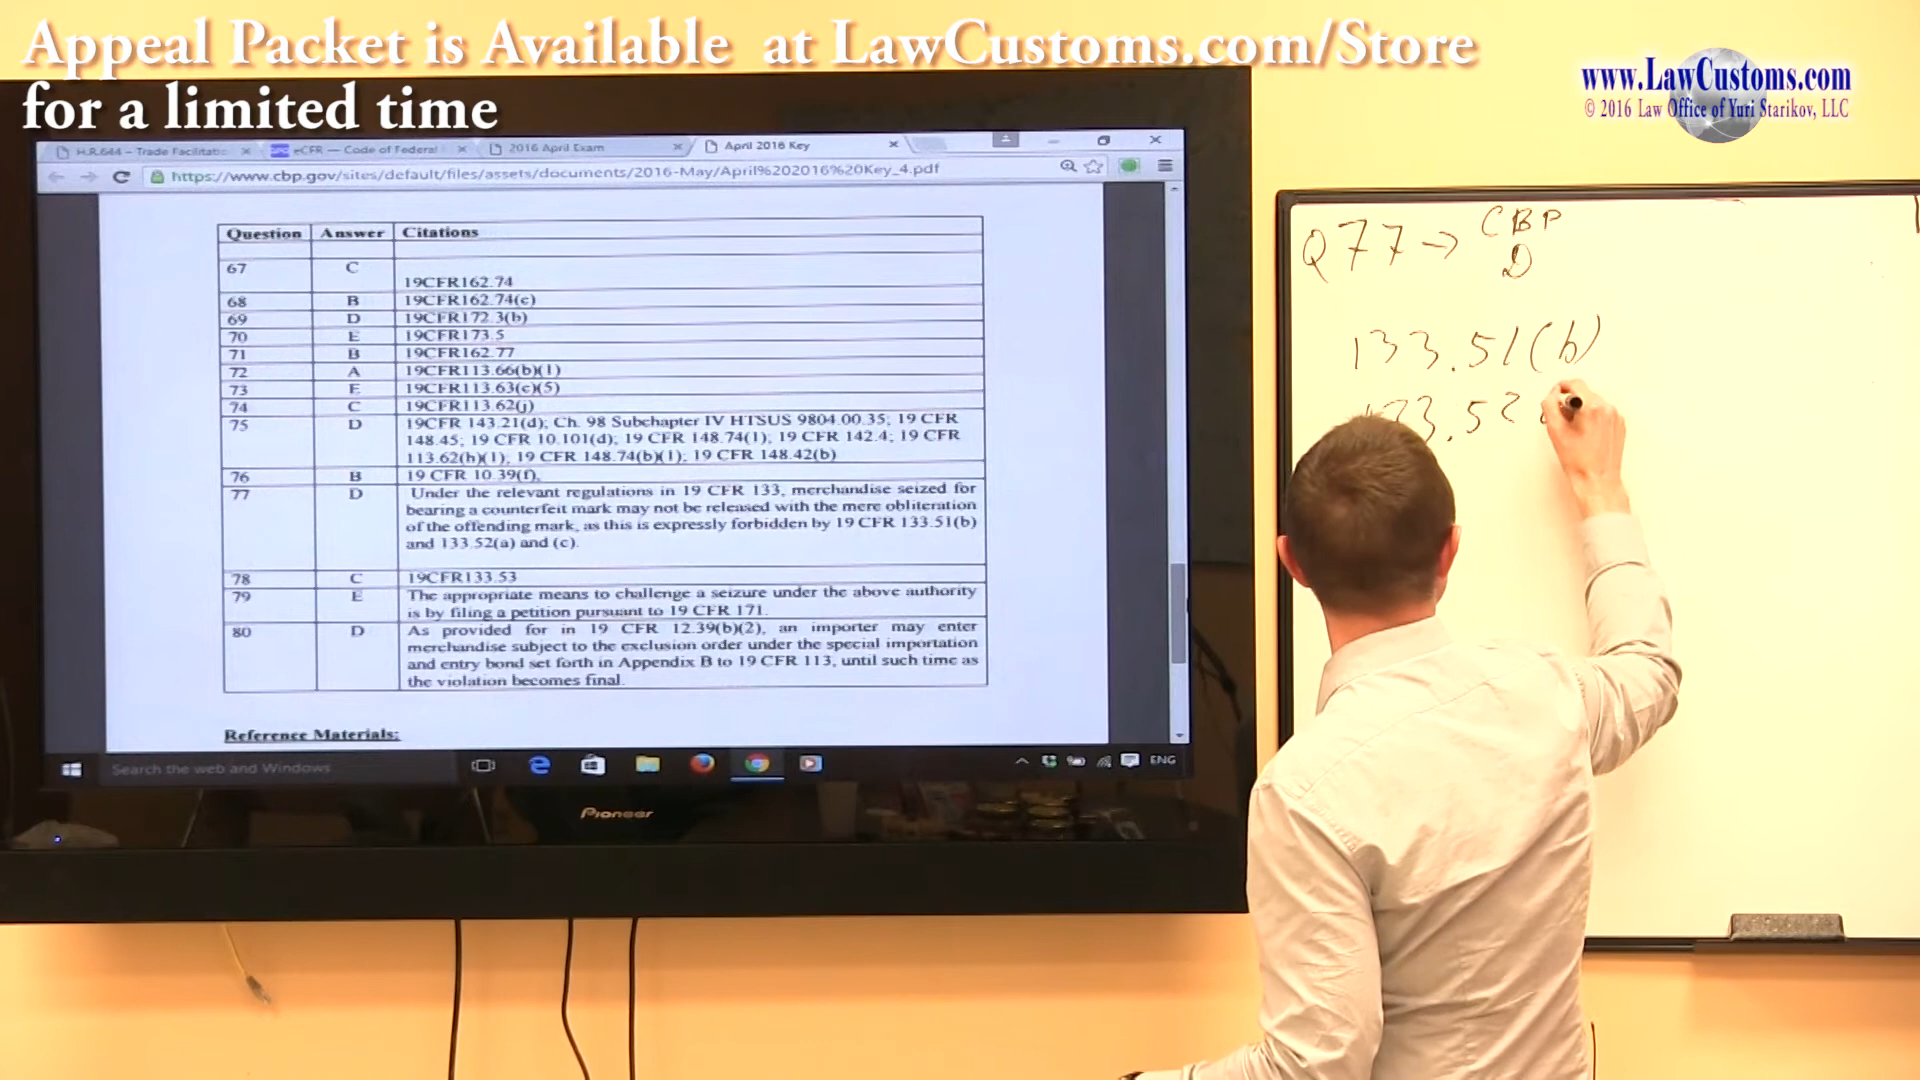 Appeal Packet is Available at LawCustoms.com/Store
for a limited time
www.LawCustoms.com
© 2016 Law Office of Yuri Starikov, LLC
H.R.644 – Trade Facilitatio
eCFR — Code of Federal
2016 April Exam
April 2016 Key
https://www.cbp.gov/sites/default/files/assets/documents/2016-May/April%202016%20Key_4.pdf
Question Answer Citations
67 C 19CFR162.74
68 B 19CFR162.74(c)
69 D 19CFR172.3(b)
70 E 19CFR173.5
71 B 19CFR162.77
72 A 19CFR113.66(b)(1)
73 E 19CFR113.63(c)(5)
74 C 19CFR113.62(j)
75 D 19CFR 143.21(d); Ch. 98 Subchapter IV HTSUS 9804.00.35; 19 CFR
148.45; 19 CFR 10.101(d); 19 CFR 148.74(1); 19 CFR 142.4; 19 CFR
113.62(h)(1), 19 CFR 148.74(b)(1); 19 CFR 148.42(b)
76 B 19 CFR 10.39(f),
77 D Under the relevant regulations in 19 CFR 133, merchandise seized for
bearing a counterfeit mark may not be released with the mere obliteration
of the offending mark, as this is expressly forbidden by 19 CFR 133.51(b)
and 133.52(a) and (c).
78 C 19CFR133.53
79 E The appropriate means to challenge a seizure under the above authority
is by filing a petition pursuant to 19 CFR 171.
80 D As provided for in 19 CFR 12.39(b)(2), an importer may enter
merchandise subject to the exclusion order under the special importation
and entry bond set forth in Appendix B to 19 CFR 113, until such time as
the violation becomes final.
Reference Materials:
Search the web and Windows
ENG
Pioneer
Q77 → CBP
D
133.51(b)
133.52